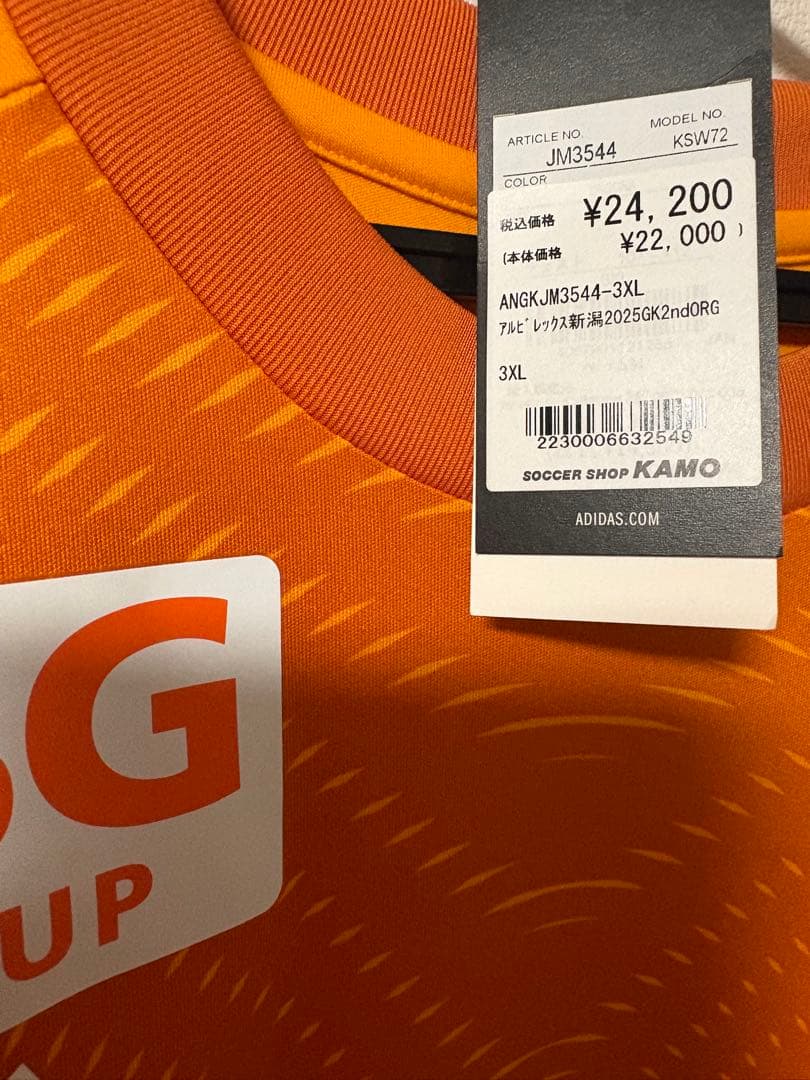 ARTICLE NO. MODEL NO.
JM3544 KSW72
COLOR
税込価格 ¥24,200
(本体価格 ¥22,000 )
ANGKJM3544-3XL
アルビレックス新潟2025GK2ndORG
3XL
2230006632549
SOCCER SHOP KAMO
ADIDAS.COM
G
UP